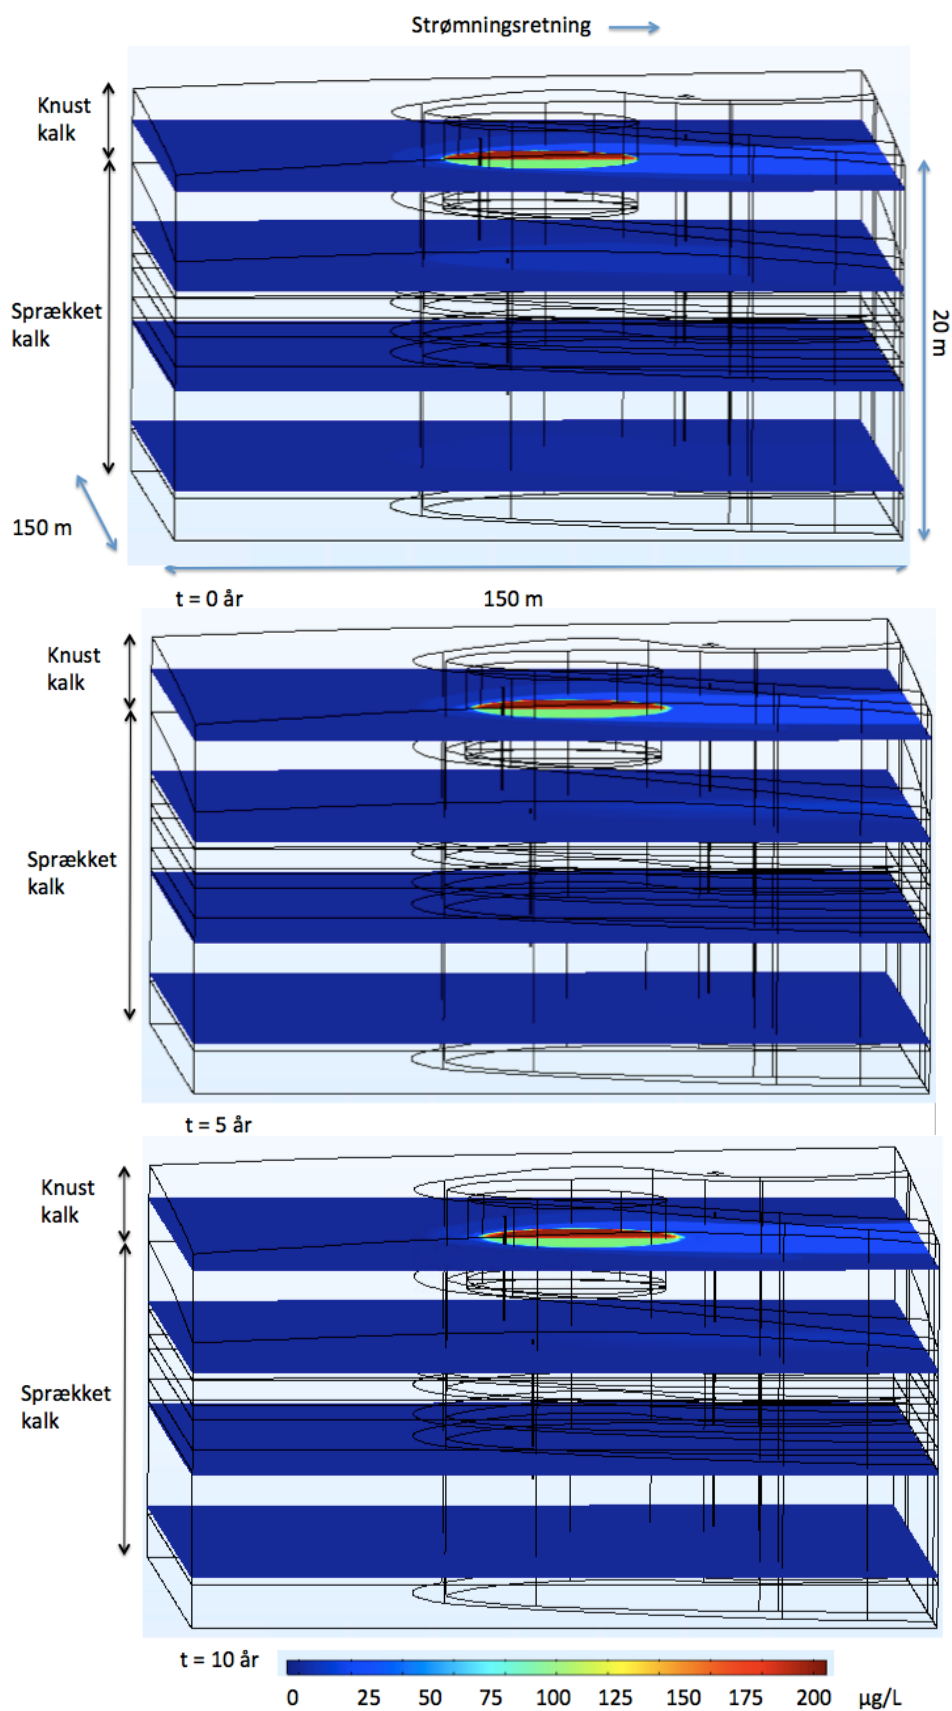 Strømningsretning
Knust
kalk
Sprækket
kalk
20 m
150 m
t = 0 år
150 m
Knust
kalk
Sprækket
kalk
t = 5 år
Knust
kalk
Sprækket
kalk
t = 10 år
0 25 50 75 100 125 150 175 200 µg/L